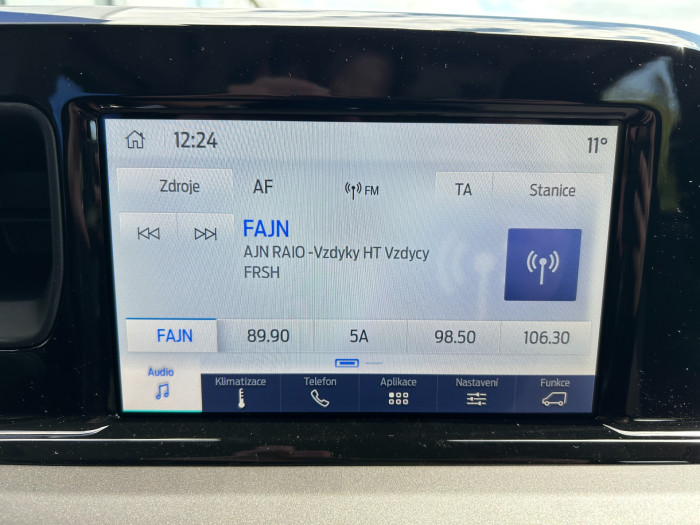 12:24 11°
Zdroje AF FM TA Stanice
FAJN
AJN RAIO -Vzdyky HT Vzdycy
FRSH
FAJN 89.90 5A 98.50 106.30
Audio Klimatizace Telefon Aplikace Nastavení Funkce